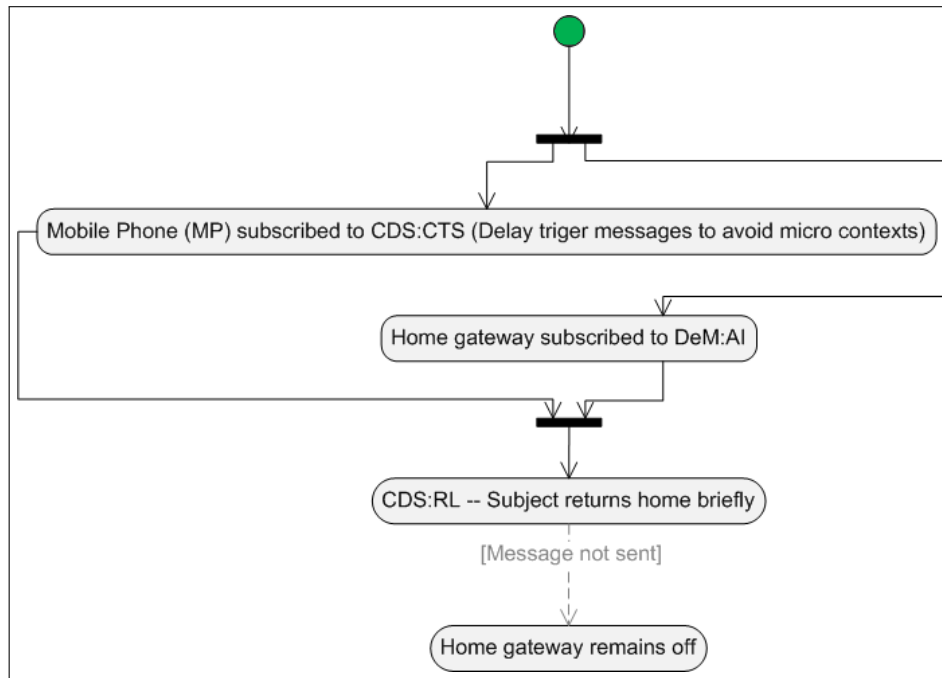 Mobile Phone (MP) subscribed to CDS:CTS (Delay triger messages to avoid micro contexts)
Home gateway subscribed to DeM:AI
CDS:RL -- Subject returns home briefly
[Message not sent]
Home gateway remains off